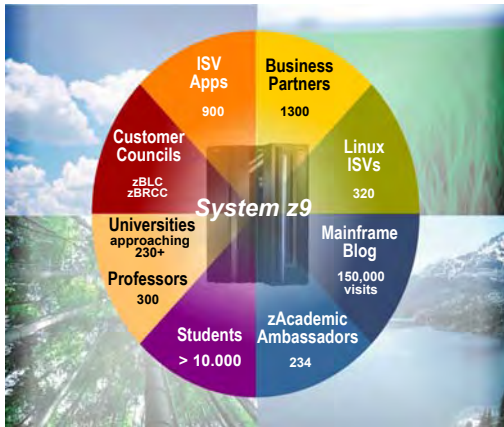 ISV
Apps
900
Business
Partners
1300
Customer
Councils
zBLC
zBRCC
Linux
ISVs
320
System z9
Universities
approaching
230+
Professors
300
Mainframe
Blog
150,000
visits
Students
> 10.000
zAcademic
Ambassadors
234